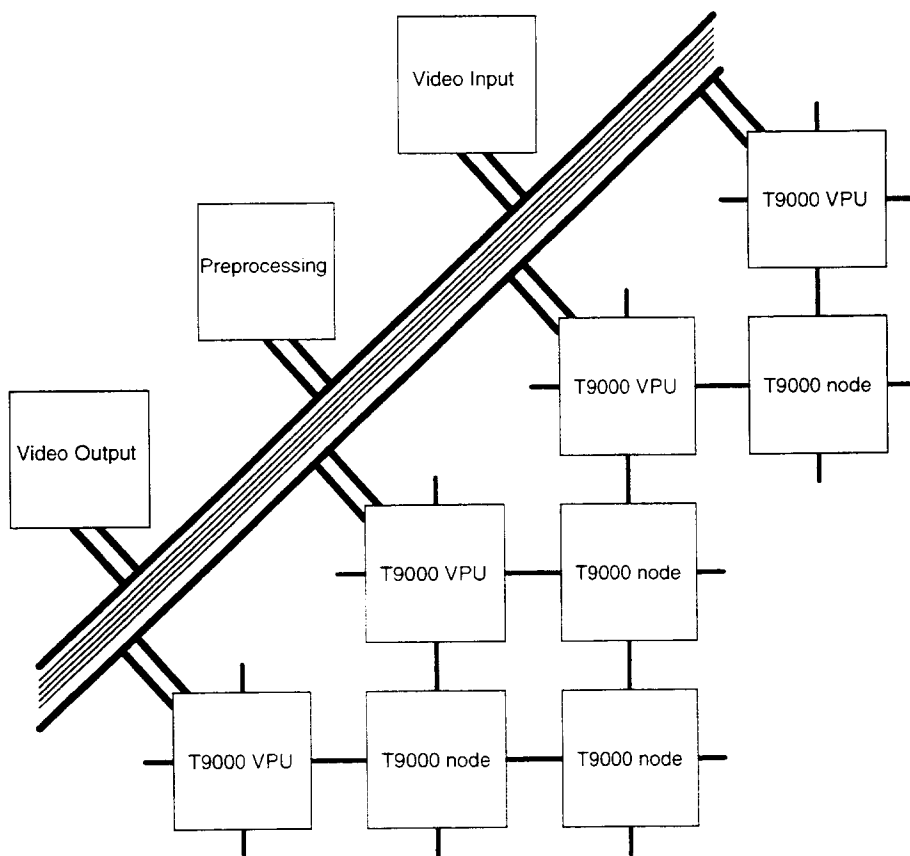 Video Input
T9000 VPU
Preprocessing
T9000 VPU
T9000 node
Video Output
T9000 VPU
T9000 node
T9000 VPU
T9000 node
T9000 node